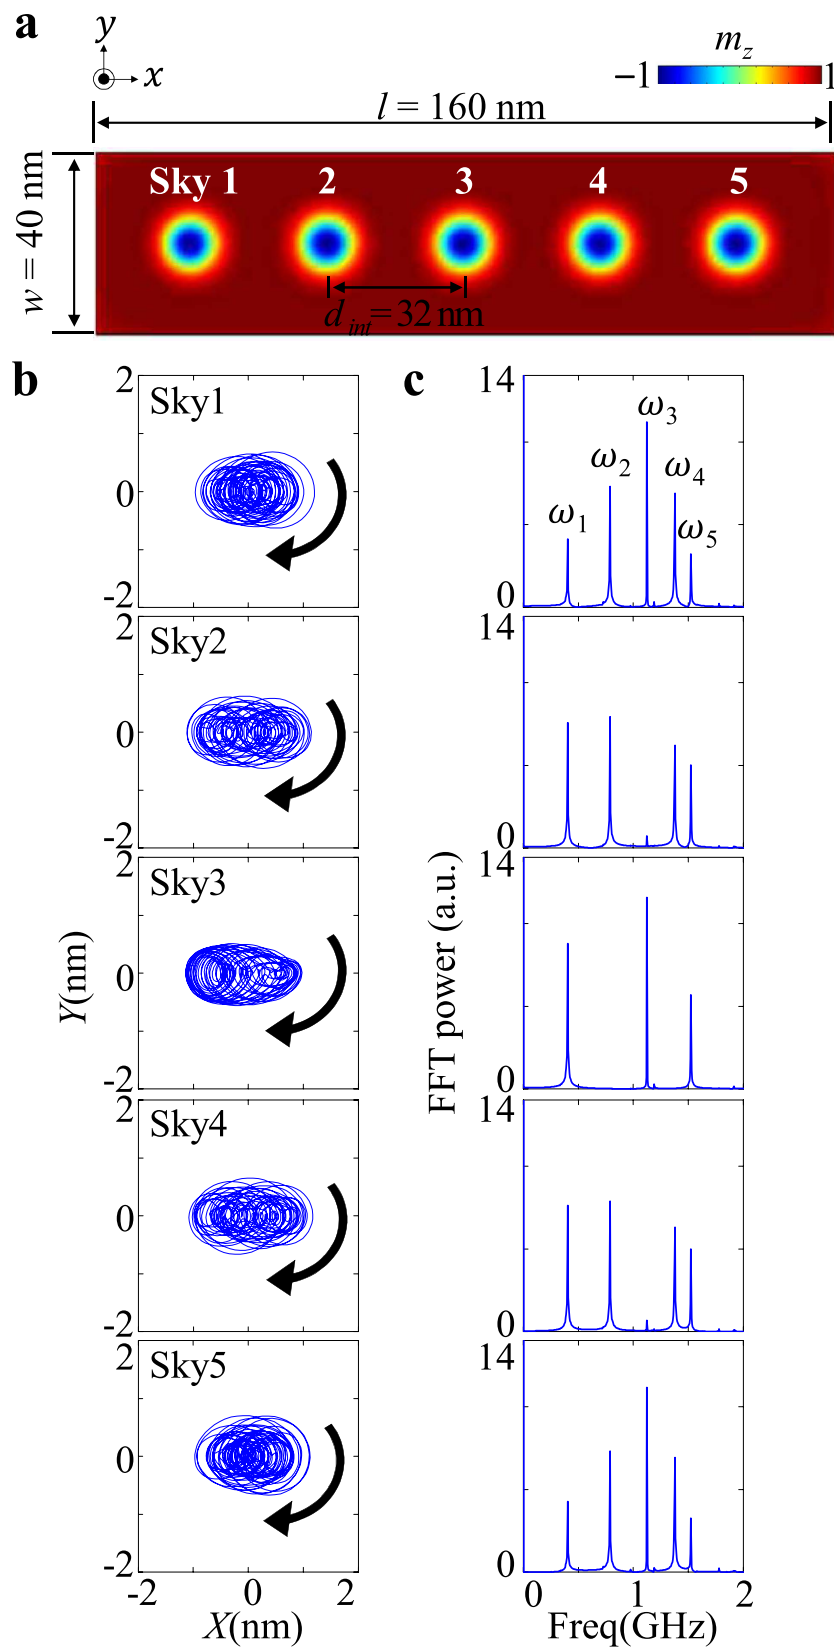 a
y
x
m_z
−1
1
l = 160 nm
w = 40 nm
Sky 1 2 3 4 5
d_int = 32 nm
b
2
Sky1
0
-2
2
Sky2
0
-2
2
Sky3
0
-2
2
Sky4
0
-2
2
Sky5
0
-2
-2 0 2
X(nm)
Y(nm)
c
14
ω_1
ω_2
ω_3
ω_4
ω_5
0
14
0
14
0
14
0
14
0
0 1 2
Freq(GHz)
FFT power (a.u.)